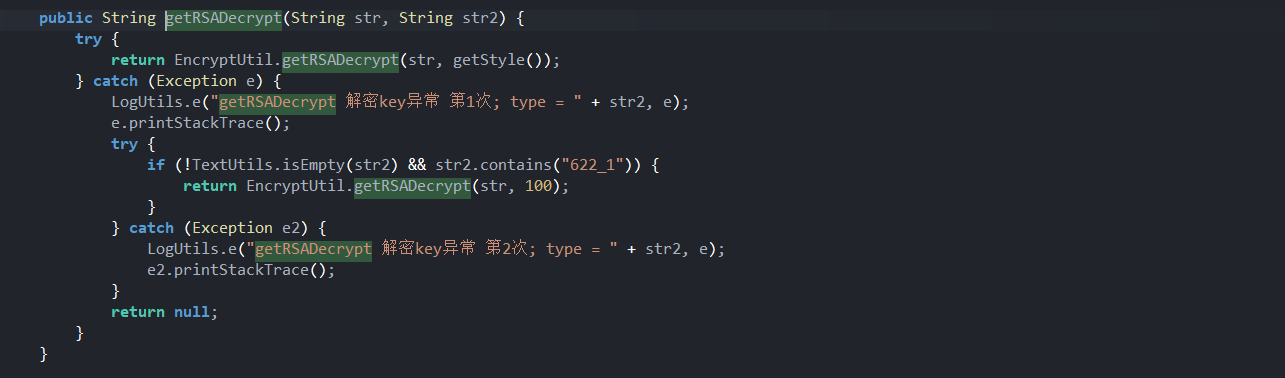 public String getRSADecrypt(String str, String str2) {
try {
return EncryptUtil.getRSADecrypt(str, getStyle());
} catch (Exception e) {
LogUtils.e("getRSADecrypt 解密key异常 第1次; type = " + str2, e);
e.printStackTrace();
try {
if (!TextUtils.isEmpty(str2) && str2.contains("622_1")) {
return EncryptUtil.getRSADecrypt(str, 100);
}
} catch (Exception e2) {
LogUtils.e("getRSADecrypt 解密key异常 第2次; type = " + str2, e);
e2.printStackTrace();
}
return null;
}
}